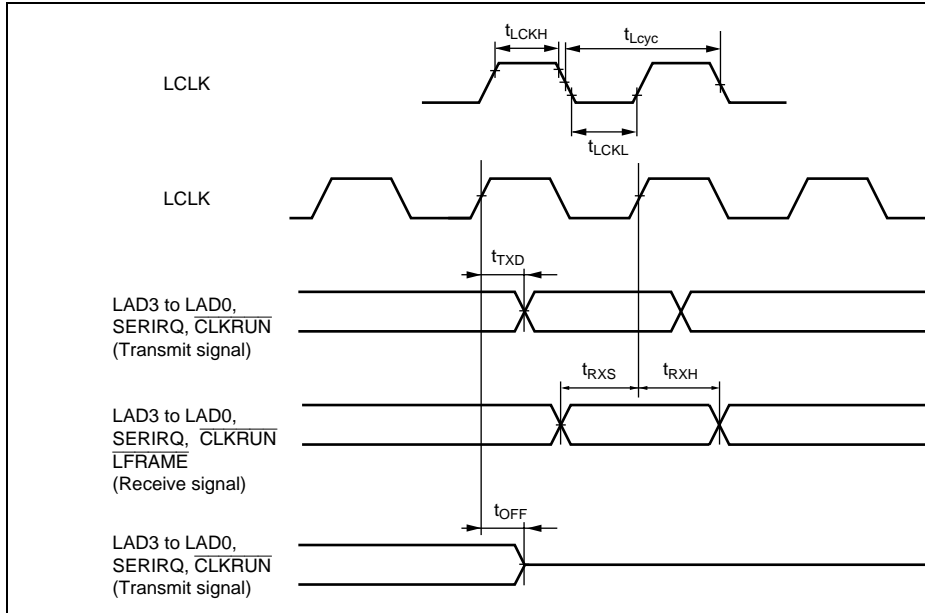 tLCKH
tLcyc
LCLK
tLCKL
LCLK
tTXD
LAD3 to LAD0,
SERIRQ, CLKRUN
(Transmit signal)
tRXS
tRXH
LAD3 to LAD0,
SERIRQ, CLKRUN
LFRAME
(Receive signal)
tOFF
LAD3 to LAD0,
SERIRQ, CLKRUN
(Transmit signal)